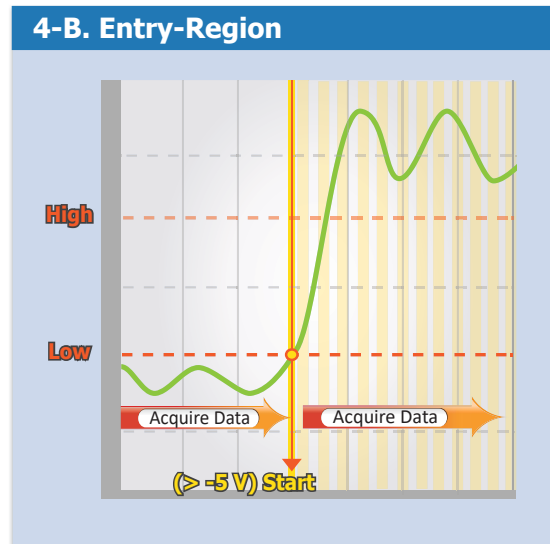 4-B. Entry-Region
High
Low
Acquire Data
Acquire Data
(> -5 V) Start